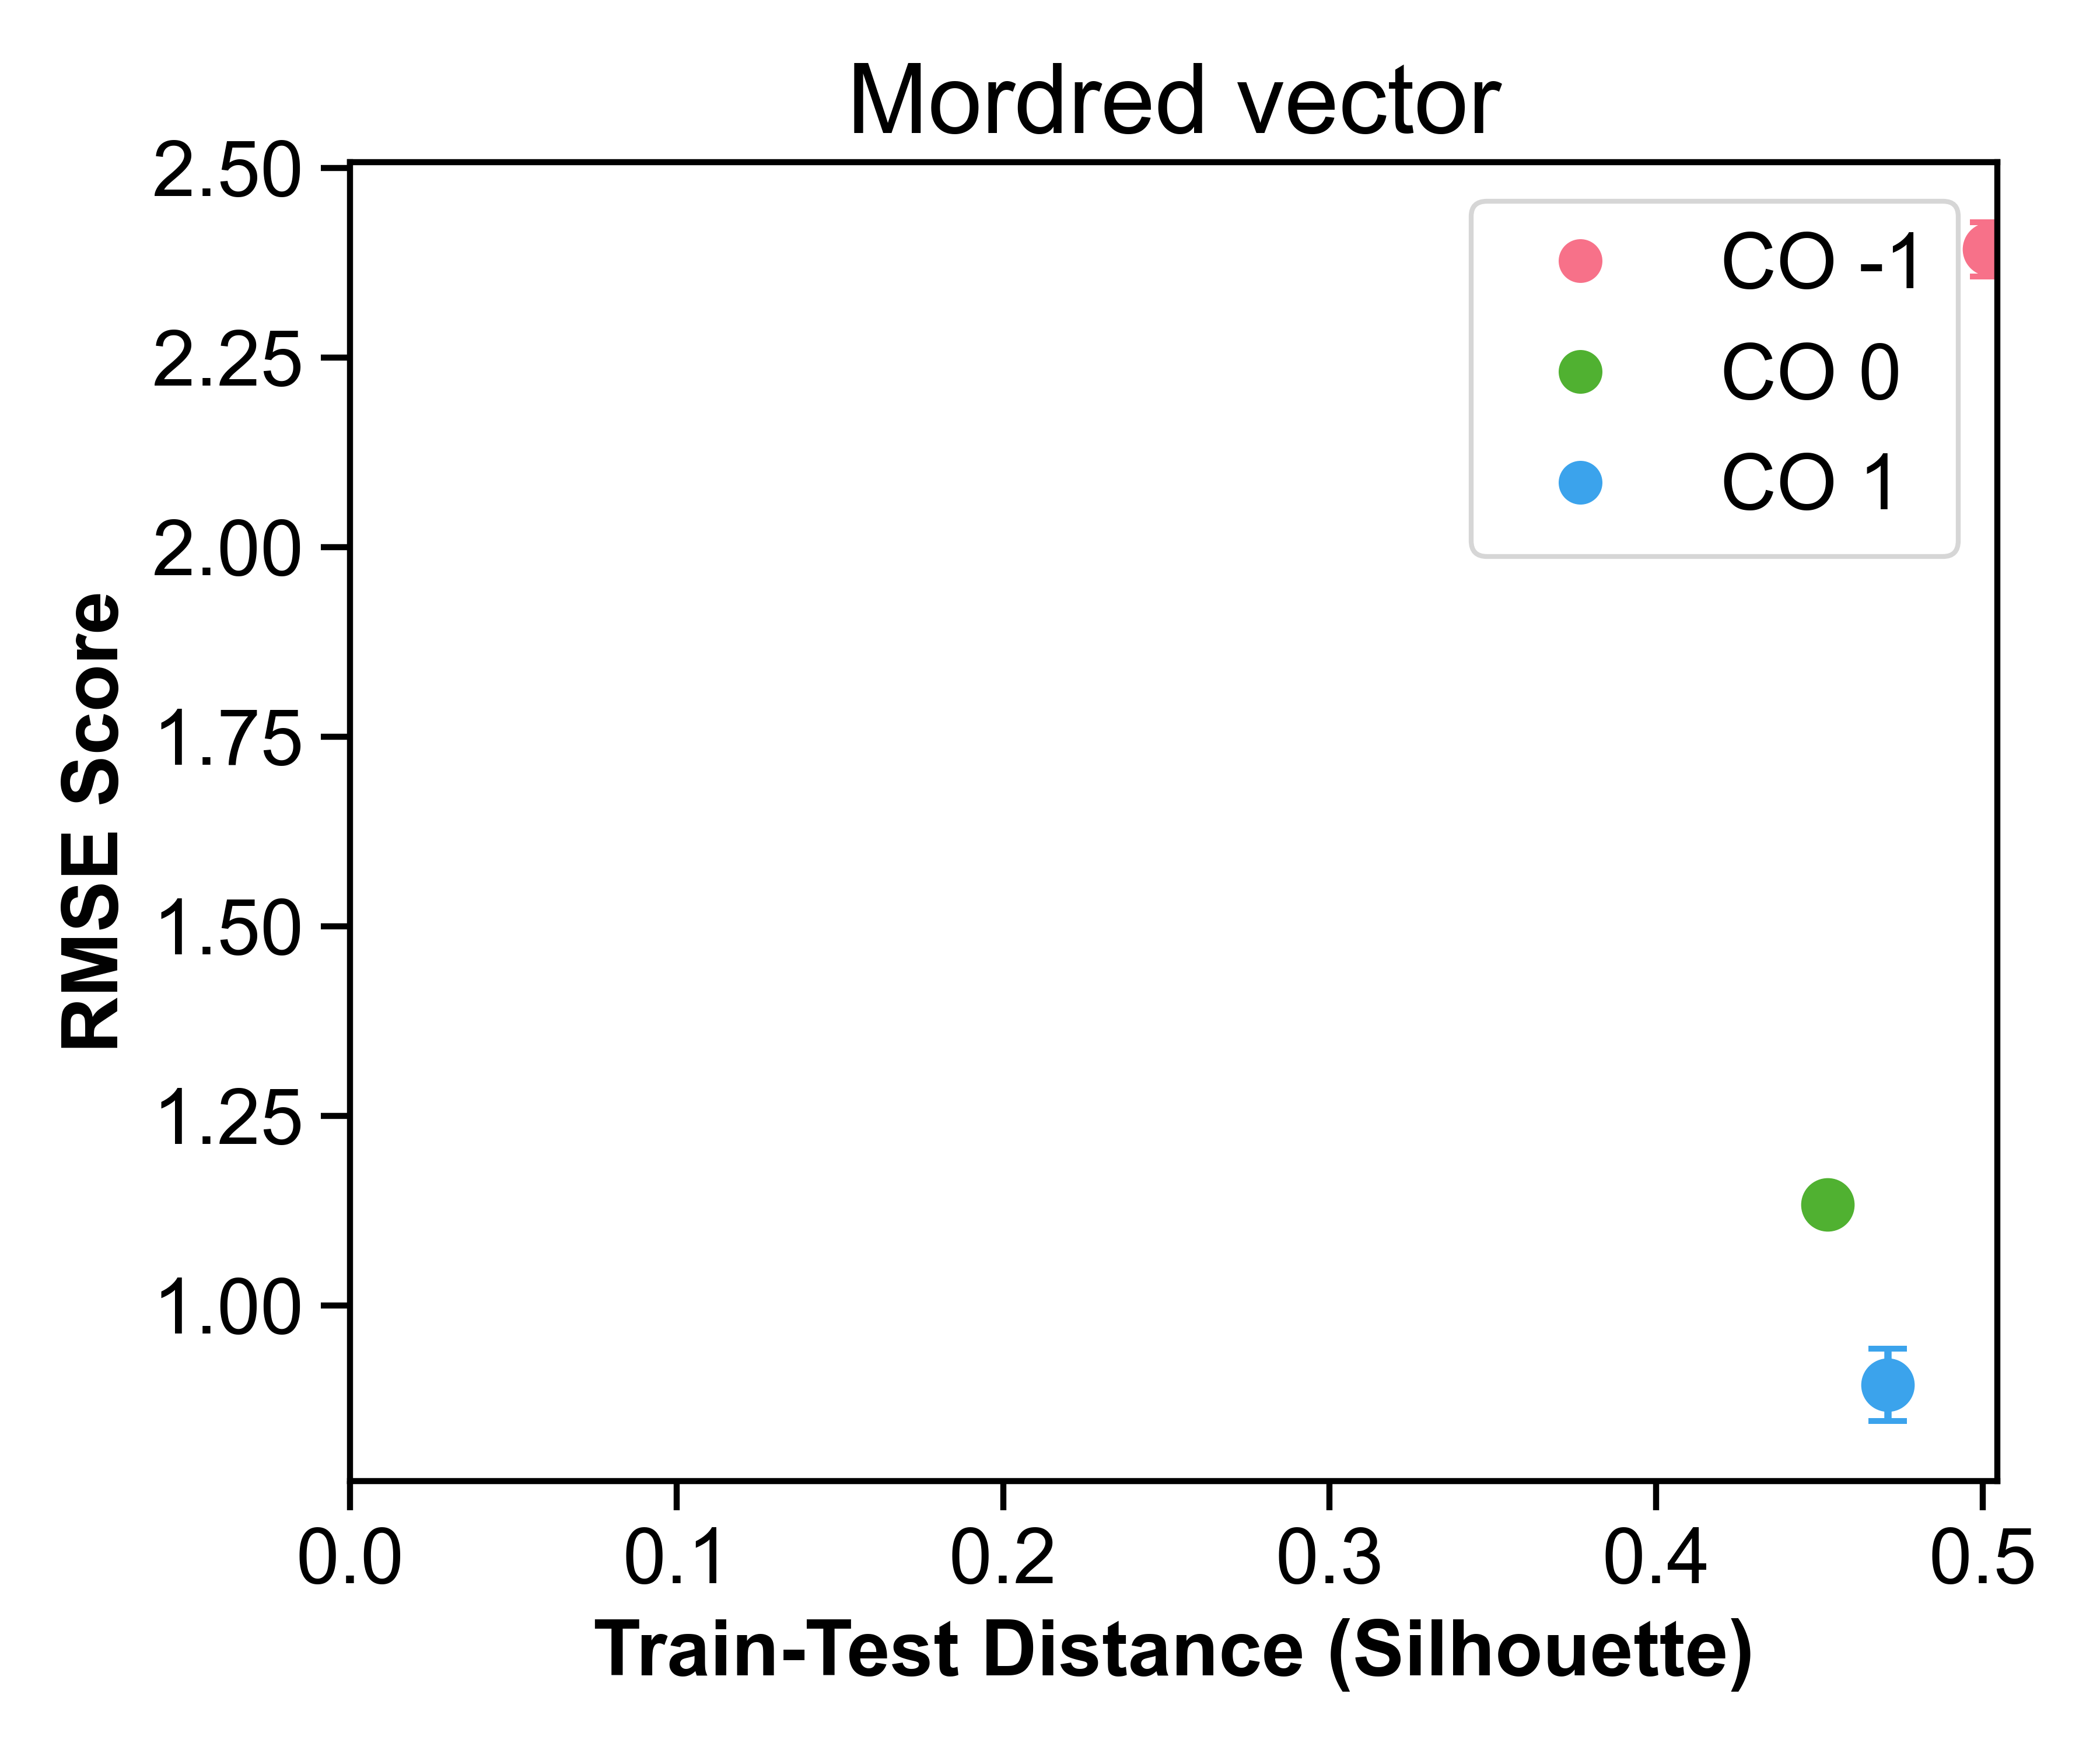 Mordred vector
2.50
2.25
2.00
1.75
1.50
1.25
1.00
RMSE Score
CO -1
CO 0
CO 1
0.0 0.1 0.2 0.3 0.4 0.5
Train-Test Distance (Silhouette)